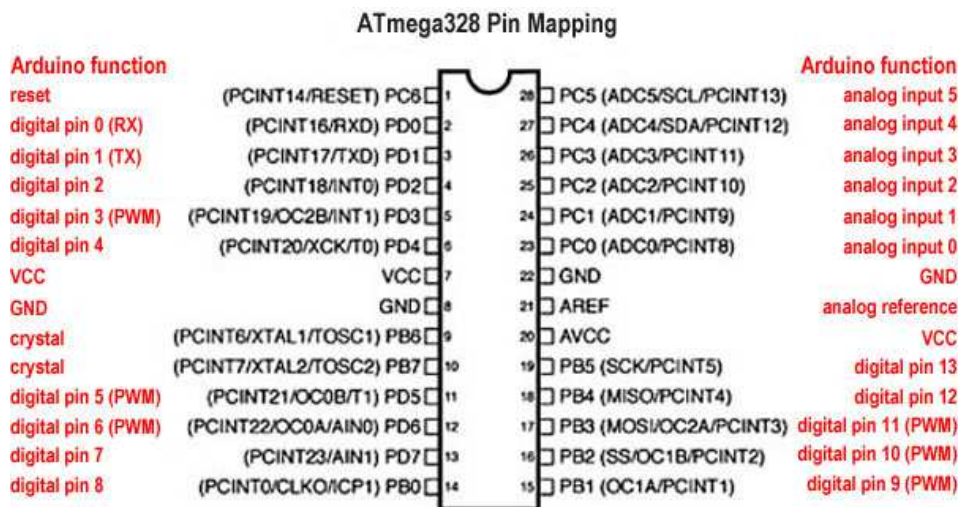 ATmega328 Pin Mapping
Arduino function Arduino function
reset (PCINT14/RESET) PC6 1 28 PC5 (ADC5/SCL/PCINT13) analog input 5
digital pin 0 (RX) (PCINT16/RXD) PD0 2 27 PC4 (ADC4/SDA/PCINT12) analog input 4
digital pin 1 (TX) (PCINT17/TXD) PD1 3 26 PC3 (ADC3/PCINT11) analog input 3
digital pin 2 (PCINT18/INT0) PD2 4 25 PC2 (ADC2/PCINT10) analog input 2
digital pin 3 (PWM) (PCINT19/OC2B/INT1) PD3 5 24 PC1 (ADC1/PCINT9) analog input 1
digital pin 4 (PCINT20/XCK/T0) PD4 6 23 PC0 (ADC0/PCINT8) analog input 0
VCC VCC 7 22 GND GND
GND GND 8 21 AREF analog reference
crystal (PCINT6/XTAL1/TOSC1) PB6 9 20 AVCC VCC
crystal (PCINT7/XTAL2/TOSC2) PB7 10 19 PB5 (SCK/PCINT5) digital pin 13
digital pin 5 (PWM) (PCINT21/OC0B/T1) PD5 11 18 PB4 (MISO/PCINT4) digital pin 12
digital pin 6 (PWM) (PCINT22/OC0A/AIN0) PD6 12 17 PB3 (MOSI/OC2A/PCINT3) digital pin 11 (PWM)
digital pin 7 (PCINT23/AIN1) PD7 13 16 PB2 (SS/OC1B/PCINT2) digital pin 10 (PWM)
digital pin 8 (PCINT0/CLKO/ICP1) PB0 14 15 PB1 (OC1A/PCINT1) digital pin 9 (PWM)